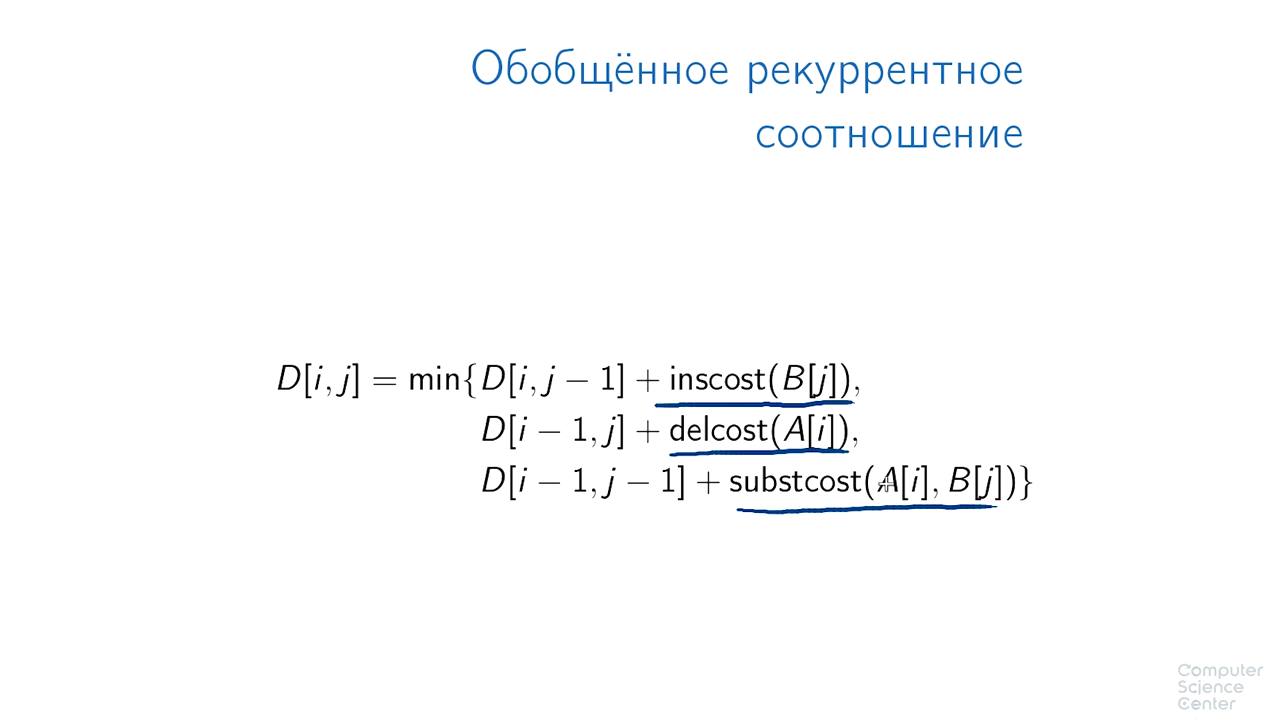 Обобщённое рекуррентное
соотношение
D[i, j] = min{D[i, j − 1] + inscost(B[j]),
D[i − 1, j] + delcost(A[i]),
D[i − 1, j − 1] + substcost(A[i], B[j])}
Computer
Science
Center